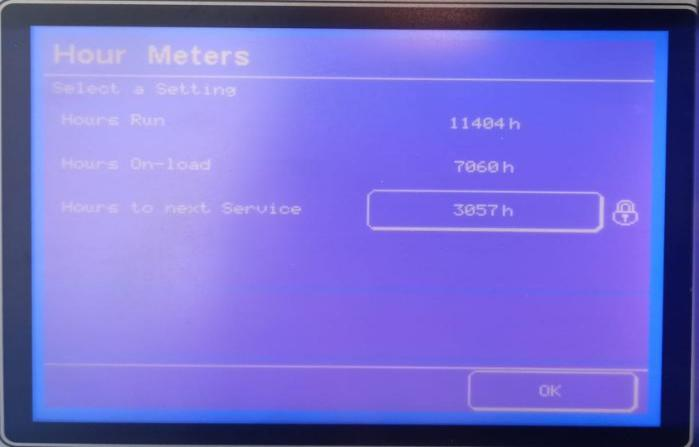 Hour Meters
Select a Setting
Hours Run 11404 h
Hours On-load 7060 h
Hours to next Service 3057 h
OK